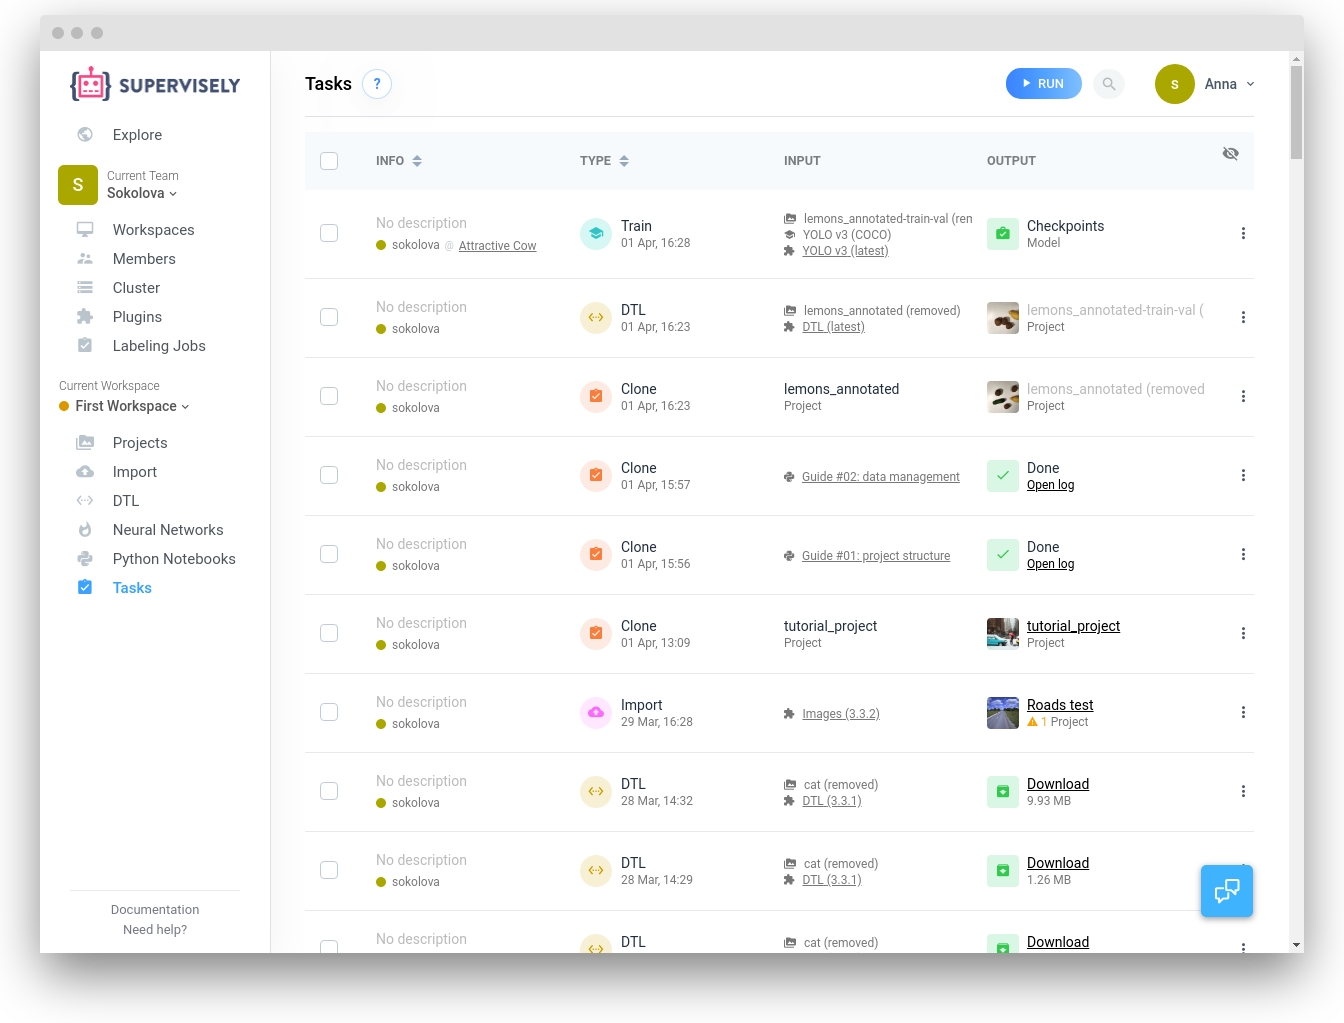 SUPERVISELY
Explore
S
Current Team
Sokolova
Workspaces
Members
Cluster
Plugins
Labeling Jobs
Current Workspace
First Workspace
Projects
Import
DTL
Neural Networks
Python Notebooks
Tasks
Documentation
Need help?
Tasks ?
RUN
S Anna
INFO TYPE INPUT OUTPUT
No description
sokolova @ Attractive Cow
Train
01 Apr, 16:28
lemons_annotated-train-val (ren
YOLO v3 (COCO)
YOLO v3 (latest)
Checkpoints
Model
No description
sokolova
DTL
01 Apr, 16:23
lemons_annotated (removed)
DTL (latest)
lemons_annotated-train-val (
Project
No description
sokolova
Clone
01 Apr, 16:23
lemons_annotated
Project
lemons_annotated (removed
Project
No description
sokolova
Clone
01 Apr, 15:57
Guide #02: data management
Done
Open log
No description
sokolova
Clone
01 Apr, 15:56
Guide #01: project structure
Done
Open log
No description
sokolova
Clone
01 Apr, 13:09
tutorial_project
Project
tutorial_project
Project
No description
sokolova
Import
29 Mar, 16:28
Images (3.3.2)
Roads test
1 Project
No description
sokolova
DTL
28 Mar, 14:32
cat (removed)
DTL (3.3.1)
Download
9.93 MB
No description
sokolova
DTL
28 Mar, 14:29
cat (removed)
DTL (3.3.1)
Download
1.26 MB
No description
DTL
cat (removed)
Download